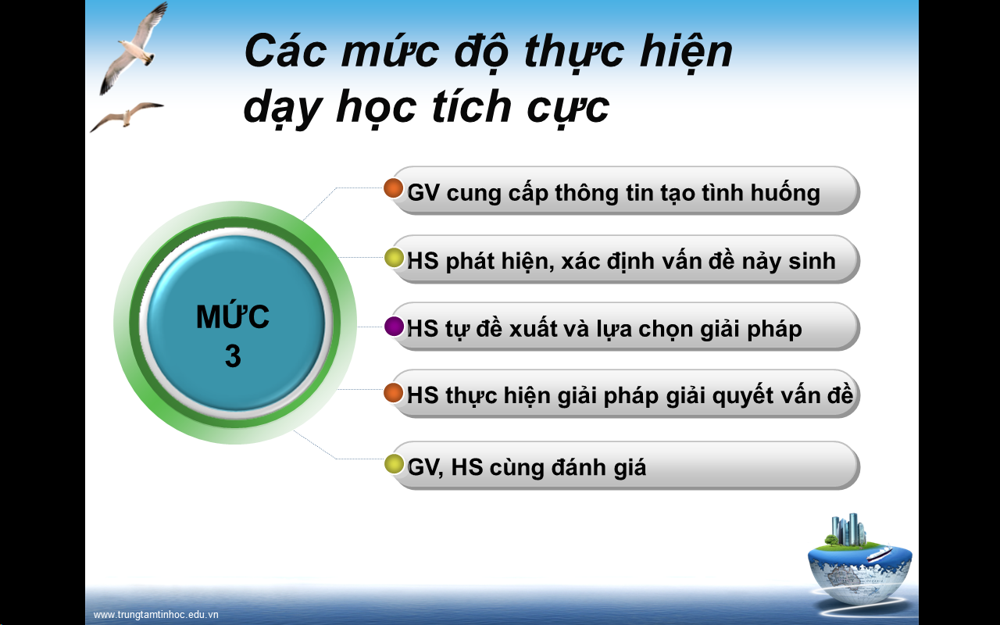 Các mức độ thực hiện
dạy học tích cực
GV cung cấp thông tin tạo tình huống
HS phát hiện, xác định vấn đề nảy sinh
MỨC
3
HS tự đề xuất và lựa chọn giải pháp
HS thực hiện giải pháp giải quyết vấn đề
GV, HS cùng đánh giá
www.trungtamtinhoc.edu.vn